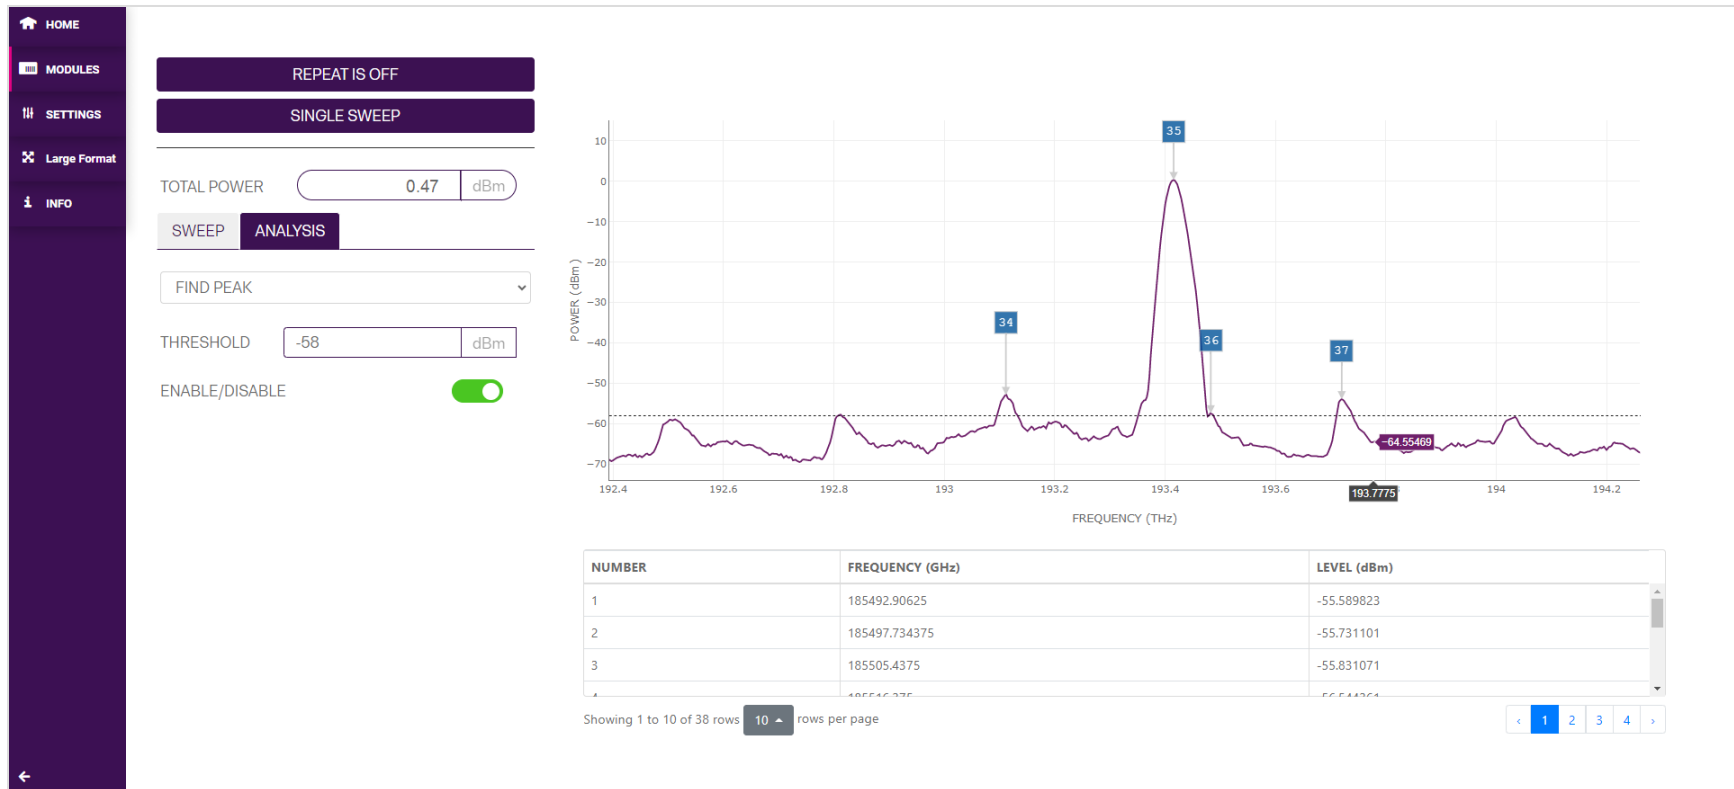 HOME
MODULES
SETTINGS
Large Format
INFO
REPEAT IS OFF
SINGLE SWEEP
TOTAL POWER 0.47 dBm
SWEEP ANALYSIS
FIND PEAK
THRESHOLD -58 dBm
ENABLE/DISABLE
POWER (dBm)
10
0
−10
−20
−30
−40
−50
−60
−70
34
35
36
37
−64.55469
192.4 192.6 192.8 193 193.2 193.4 193.6 193.7775 194 194.2
FREQUENCY (THz)
NUMBER FREQUENCY (GHz) LEVEL (dBm)
1 185492.90625 -55.589823
2 185497.734375 -55.731101
3 185505.4375 -55.831071
4 185516.375 -56.544361
Showing 1 to 10 of 38 rows 10 rows per page
‹ 1 2 3 4 ›